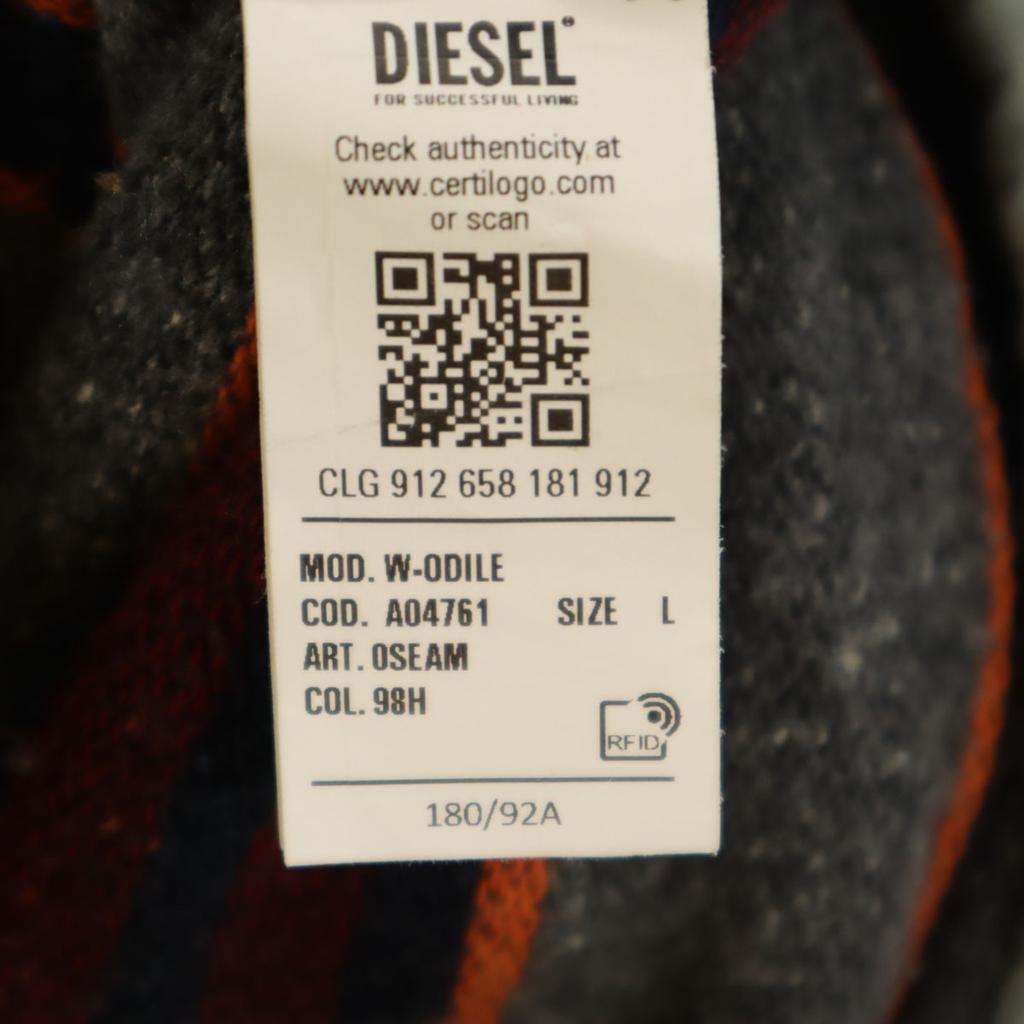 DIESEL®
FOR SUCCESSFUL LIVING
Check authenticity at
www.certilogo.com
or scan
CLG 912 658 181 912
MOD. W-ODILE
COD. A04761 SIZE L
ART. 0SEAM
COL. 98H
RFID
180/92A